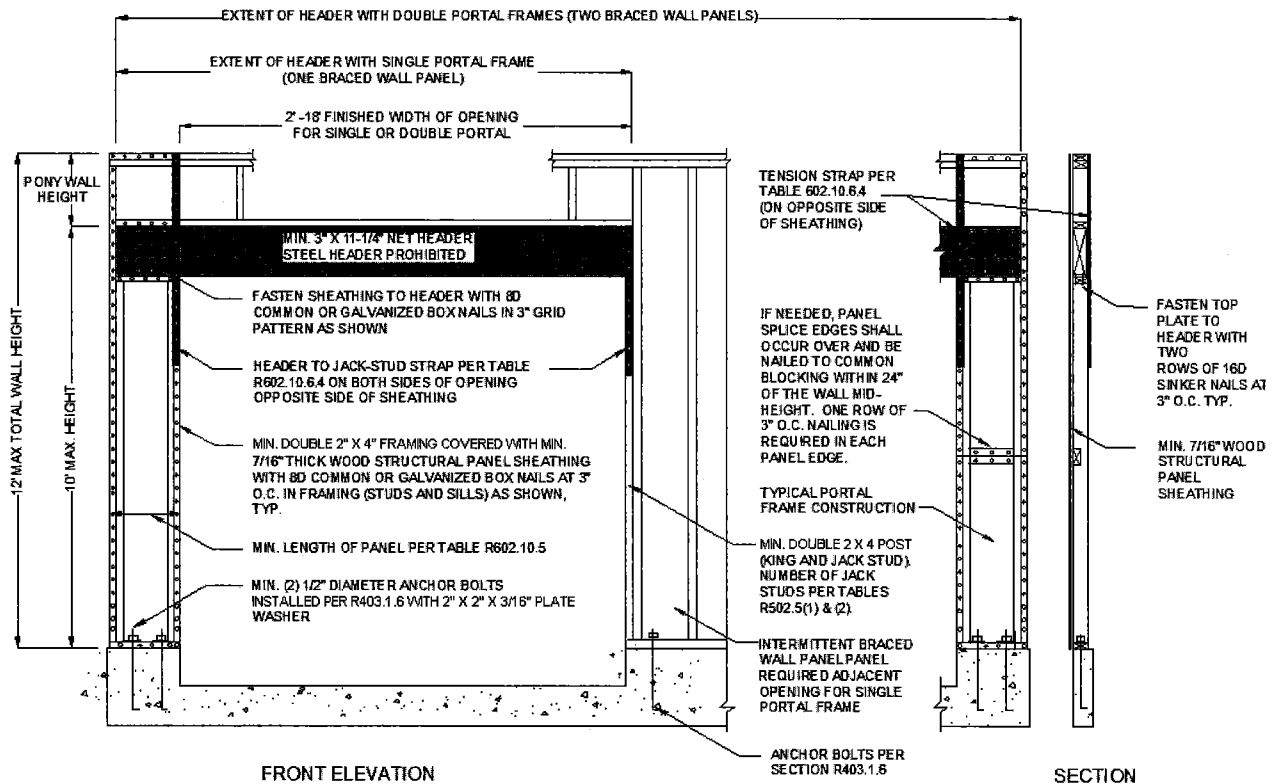 EXTENT OF HEADER WITH DOUBLE PORTAL FRAMES (TWO BRACED WALL PANELS)
EXTENT OF HEADER WITH SINGLE PORTAL FRAME
(ONE BRACED WALL PANEL)
2' -18' FINISHED WIDTH OF OPENING
FOR SINGLE OR DOUBLE PORTAL
PONY WALL
HEIGHT
12' MAX TOTAL WALL HEIGHT
10' MAX. HEIGHT
MIN. 3" X 11-1/4" NET HEADER
STEEL HEADER PROHIBITED
FASTEN SHEATHING TO HEADER WITH 8D
COMMON OR GALVANIZED BOX NAILS IN 3" GRID
PATTERN AS SHOWN
HEADER TO JACK-STUD STRAP PER TABLE
R602.10.6.4 ON BOTH SIDES OF OPENING
OPPOSITE SIDE OF SHEATHING
MIN. DOUBLE 2" X 4" FRAMING COVERED WITH MIN.
7/16" THICK WOOD STRUCTURAL PANEL SHEATHING
WITH 8D COMMON OR GALVANIZED BOX NAILS AT 3"
O.C. IN FRAMING (STUDS AND SILLS) AS SHOWN,
TYP.
MIN. LENGTH OF PANEL PER TABLE R602.10.5
MIN. (2) 1/2" DIAMETER ANCHOR BOLTS
INSTALLED PER R403.1.6 WITH 2" X 2" X 3/16" PLATE
WASHER
TENSION STRAP PER
TABLE 602.10.6.4
(ON OPPOSITE SIDE
OF SHEATHING)
IF NEEDED, PANEL
SPLICE EDGES SHALL
OCCUR OVER AND BE
NAILED TO COMMON
BLOCKING WITHIN 24"
OF THE WALL MID-
HEIGHT. ONE ROW OF
3" O.C. NAILING IS
REQUIRED IN EACH
PANEL EDGE.
TYPICAL PORTAL
FRAME CONSTRUCTION
MIN. DOUBLE 2 X 4 POST
(KING AND JACK STUD).
NUMBER OF JACK
STUDS PER TABLES
R502.5(1) & (2).
INTERMITTENT BRACED
WALL PANEL PANEL
REQUIRED ADJACENT
OPENING FOR SINGLE
PORTAL FRAME
ANCHOR BOLTS PER
SECTION R403.1.6
FASTEN TOP
PLATE TO
HEADER WITH
TWO
ROWS OF 16D
SINKER NAILS AT
3" O.C. TYP.
MIN. 7/16" WOOD
STRUCTURAL
PANEL
SHEATHING
FRONT ELEVATION
SECTION